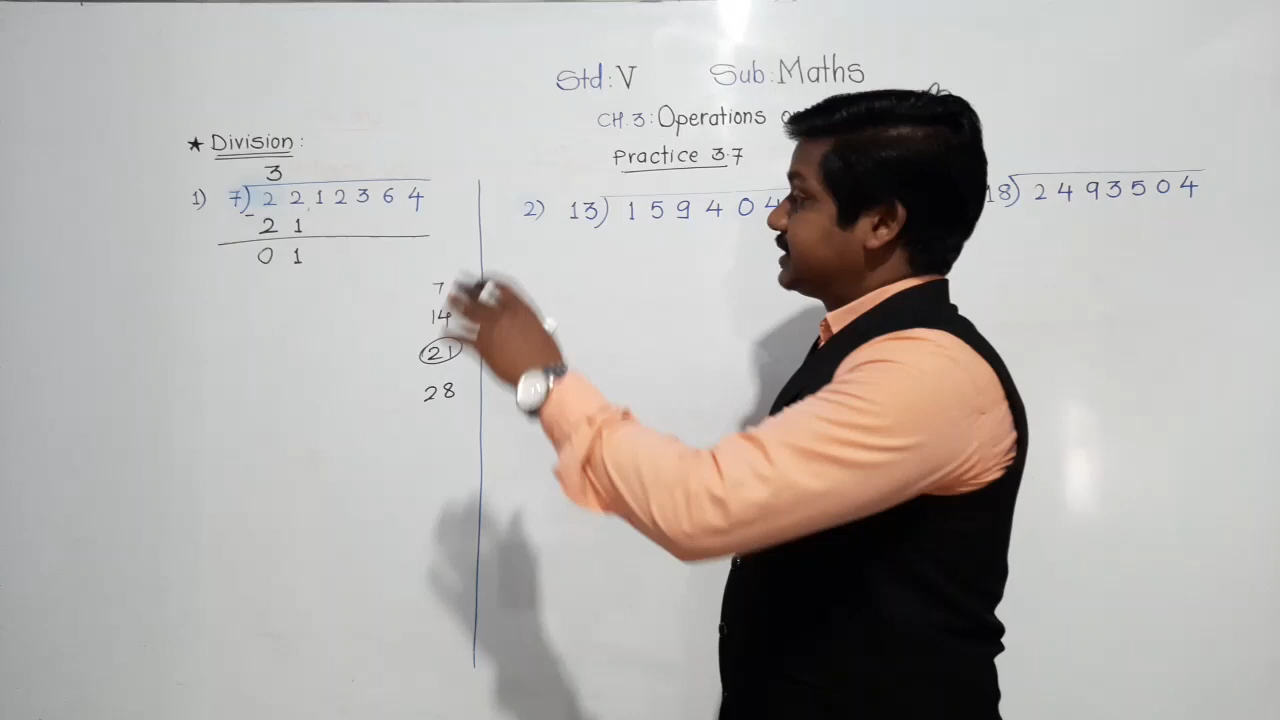 Std: V Sub: Maths
CH.3: Operations
Practice 3.7
★ Division:
3
1) 7) 2 2 1 2 3 6 4
- 2 1
0 1
7
14
21
28
2) 13) 1 5 9 4 0 4
18) 2 4 9 3 5 0 4